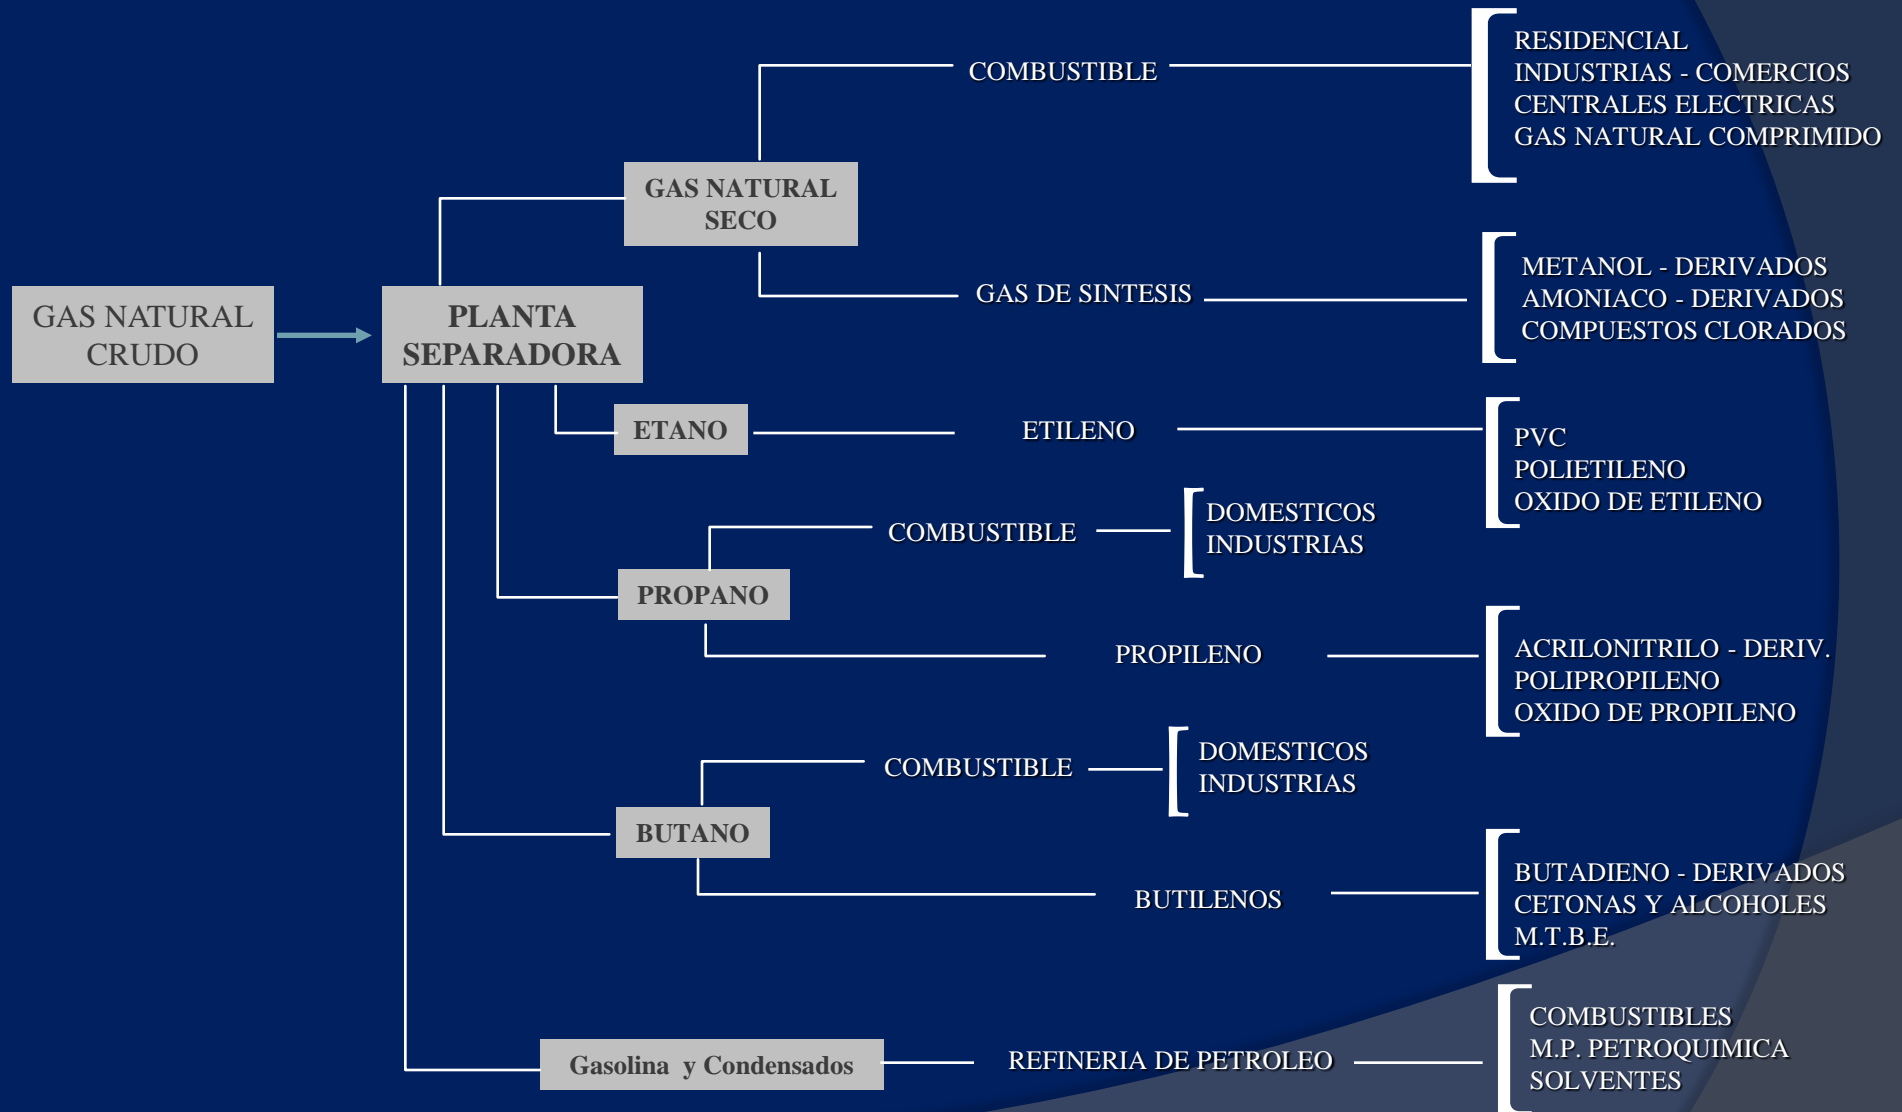 GAS NATURAL
CRUDO
PLANTA
SEPARADORA
GAS NATURAL
SECO
COMBUSTIBLE
RESIDENCIAL
INDUSTRIAS - COMERCIOS
CENTRALES ELECTRICAS
GAS NATURAL COMPRIMIDO
GAS DE SINTESIS
METANOL - DERIVADOS
AMONIACO - DERIVADOS
COMPUESTOS CLORADOS
ETANO
ETILENO
PVC
POLIETILENO
OXIDO DE ETILENO
PROPANO
COMBUSTIBLE
DOMESTICOS
INDUSTRIAS
PROPILENO
ACRILONITRILO - DERIV.
POLIPROPILENO
OXIDO DE PROPILENO
BUTANO
COMBUSTIBLE
DOMESTICOS
INDUSTRIAS
BUTILENOS
BUTADIENO - DERIVADOS
CETONAS Y ALCOHOLES
M.T.B.E.
Gasolina y Condensados
REFINERIA DE PETROLEO
COMBUSTIBLES
M.P. PETROQUIMICA
SOLVENTES